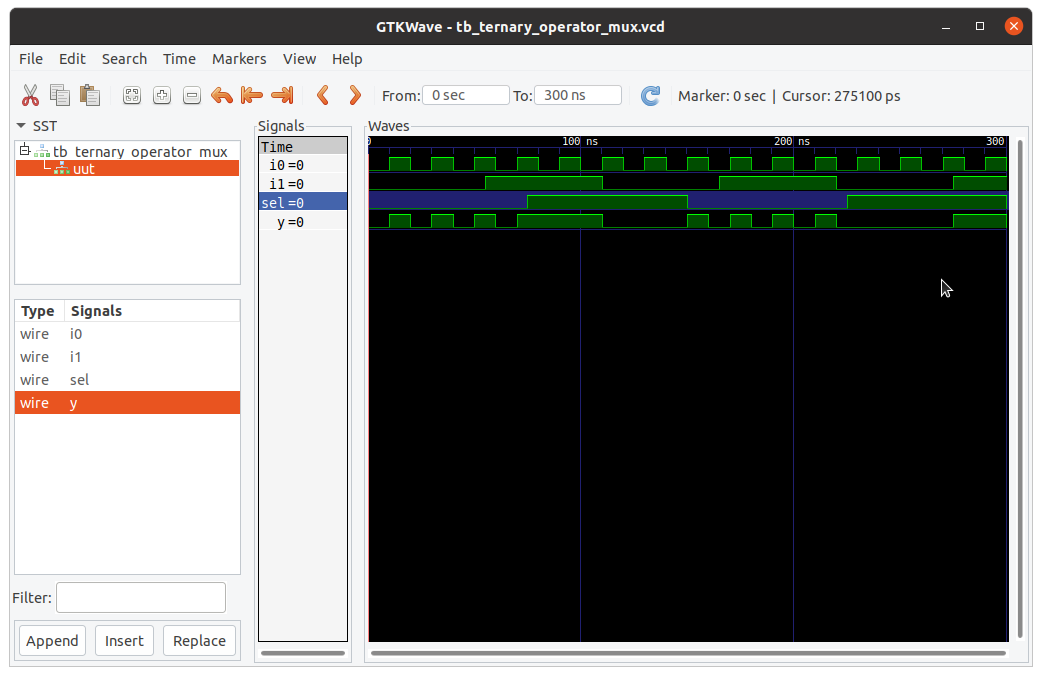 GTKWave - tb_ternary_operator_mux.vcd
File Edit Search Time Markers View Help
From: 0 sec To: 300 ns Marker: 0 sec | Cursor: 275100 ps
SST
tb_ternary_operator_mux
uut
Type Signals
wire i0
wire i1
wire sel
wire y
Filter:
Append Insert Replace
Signals
Time
i0=0
i1=0
sel=0
y=0
Waves
0 100 ns 200 ns 300